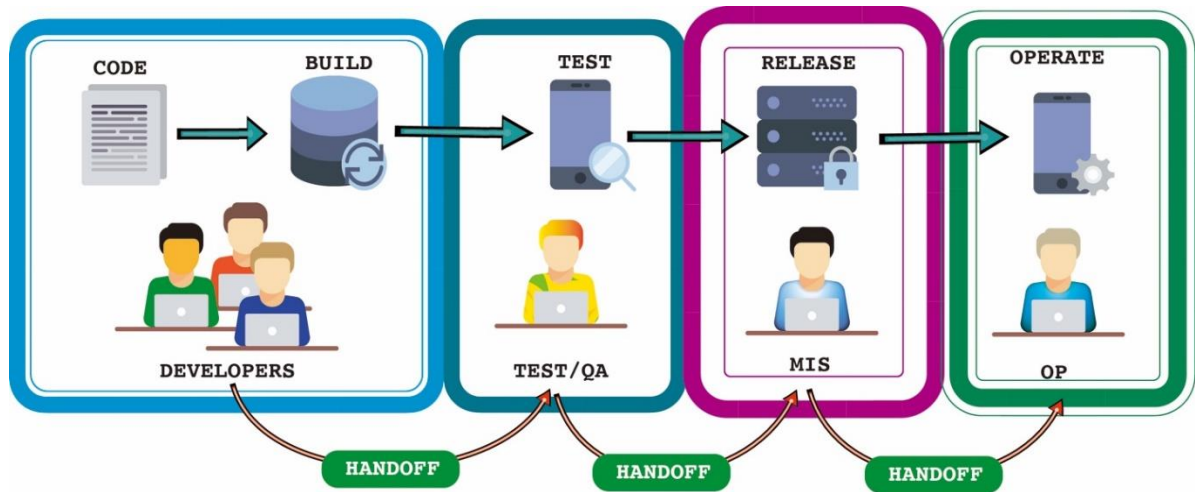 CODE
BUILD
TEST
RELEASE
OPERATE
DEVELOPERS
TEST/QA
MIS
OP
HANDOFF
HANDOFF
HANDOFF